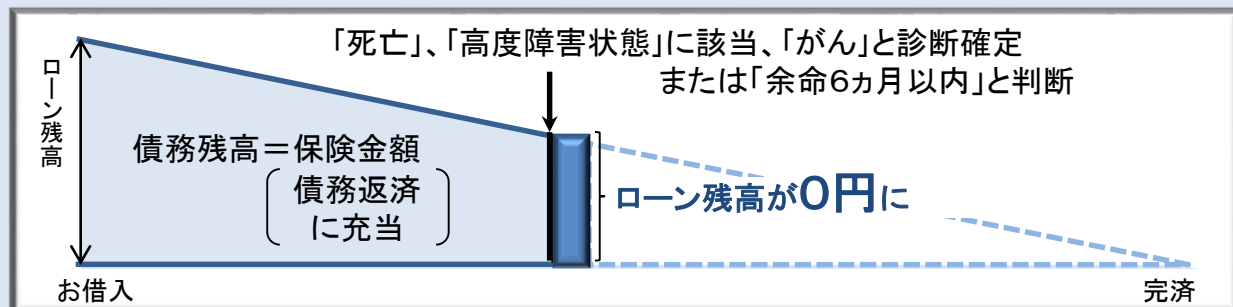 「死亡」、「高度障害状態」に該当、「がん」と診断確定
または「余命6ヵ月以内」と判断
ローン残高
債務残高＝保険金額
債務返済
に充当
ローン残高が0円に
お借入
完済